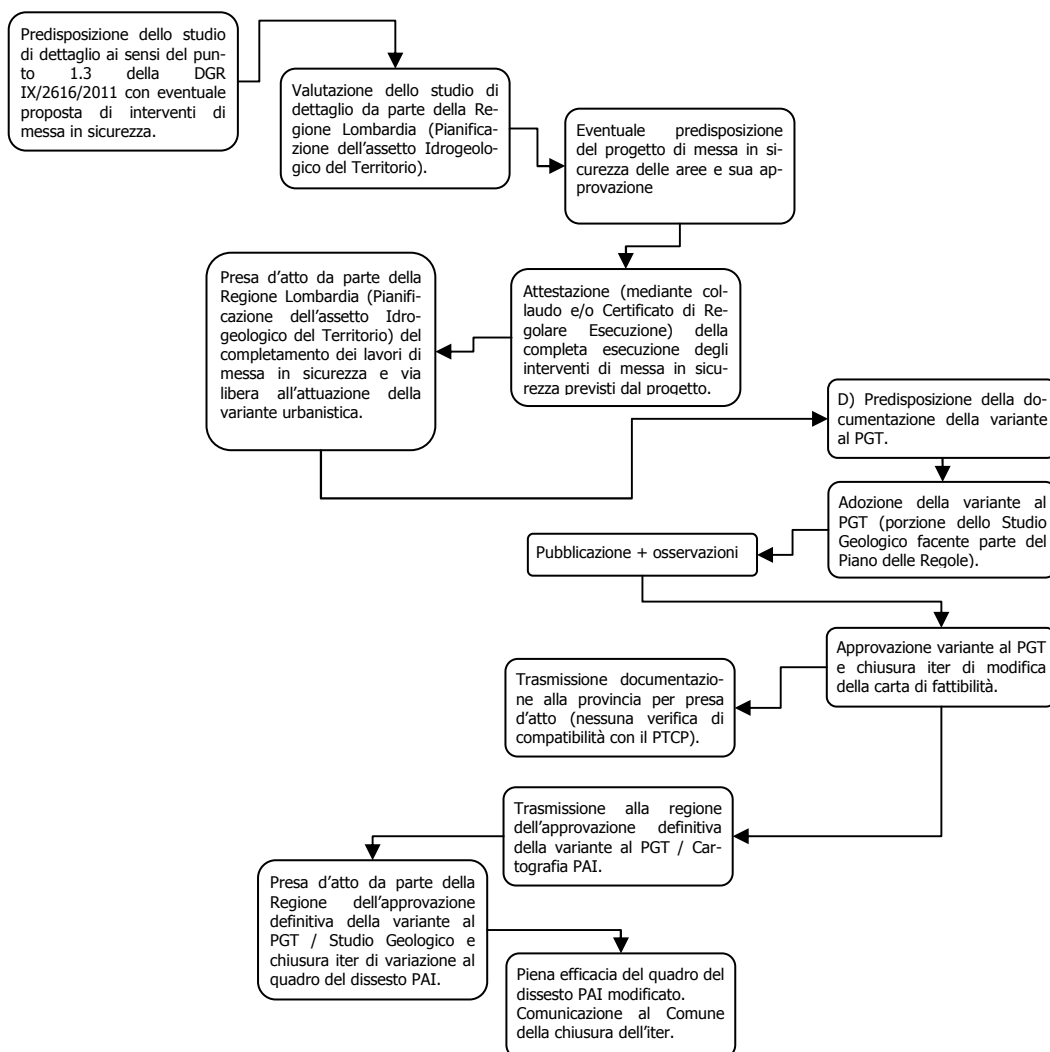 Predisposizione dello studio
di dettaglio ai sensi del pun-
to 1.3 della DGR
IX/2616/2011 con eventuale
proposta di interventi di
messa in sicurezza.
Valutazione dello studio di
dettaglio da parte della Re-
gione Lombardia (Pianifica-
zione dell'assetto Idrogeolo-
gico del Territorio).
Eventuale predisposizione
del progetto di messa in si-
curezza delle aree e sua ap-
provazione
Attestazione (mediante col-
laudo e/o Certificato di Re-
golare Esecuzione) della
completa esecuzione degli
interventi di messa in sicu-
rezza previsti dal progetto.
Presa d'atto da parte della
Regione Lombardia (Pianifi-
cazione dell'assetto Idro-
geologico del Territorio) del
completamento dei lavori di
messa in sicurezza e via
libera all'attuazione della
variante urbanistica.
D) Predisposizione della do-
cumentazione della variante
al PGT.
Adozione della variante al
PGT (porzione dello Studio
Geologico facente parte del
Piano delle Regole).
Pubblicazione + osservazioni
Approvazione variante al PGT
e chiusura iter di modifica
della carta di fattibilità.
Trasmissione documentazio-
ne alla provincia per presa
d'atto (nessuna verifica di
compatibilità con il PTCP).
Trasmissione alla regione
dell'approvazione definitiva
della variante al PGT / Car-
tografia PAI.
Presa d'atto da parte della
Regione dell'approvazione
definitiva della variante al
PGT / Studio Geologico e
chiusura iter di variazione al
quadro del dissesto PAI.
Piena efficacia del quadro del
dissesto PAI modificato.
Comunicazione al Comune
della chiusura dell'iter.